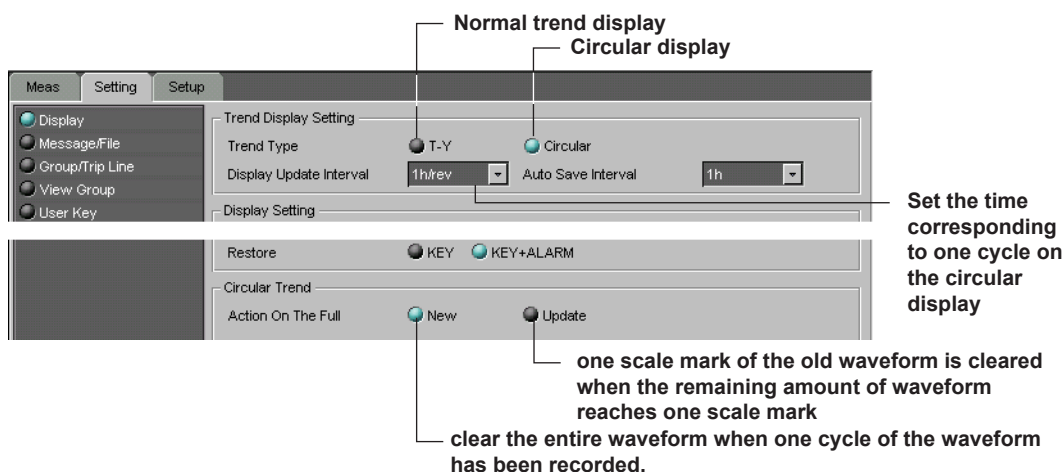 Normal trend display
Circular display
Meas Setting Setup
Display
Message/File
Group/Trip Line
View Group
User Key
Trend Display Setting
Trend Type T-Y Circular
Display Update Interval 1h/rev Auto Save Interval 1h
Display Setting
Restore KEY KEY+ALARM
Circular Trend
Action On The Full New Update
Set the time
corresponding
to one cycle on
the circular
display
one scale mark of the old waveform is cleared
when the remaining amount of waveform
reaches one scale mark
clear the entire waveform when one cycle of the waveform
has been recorded.